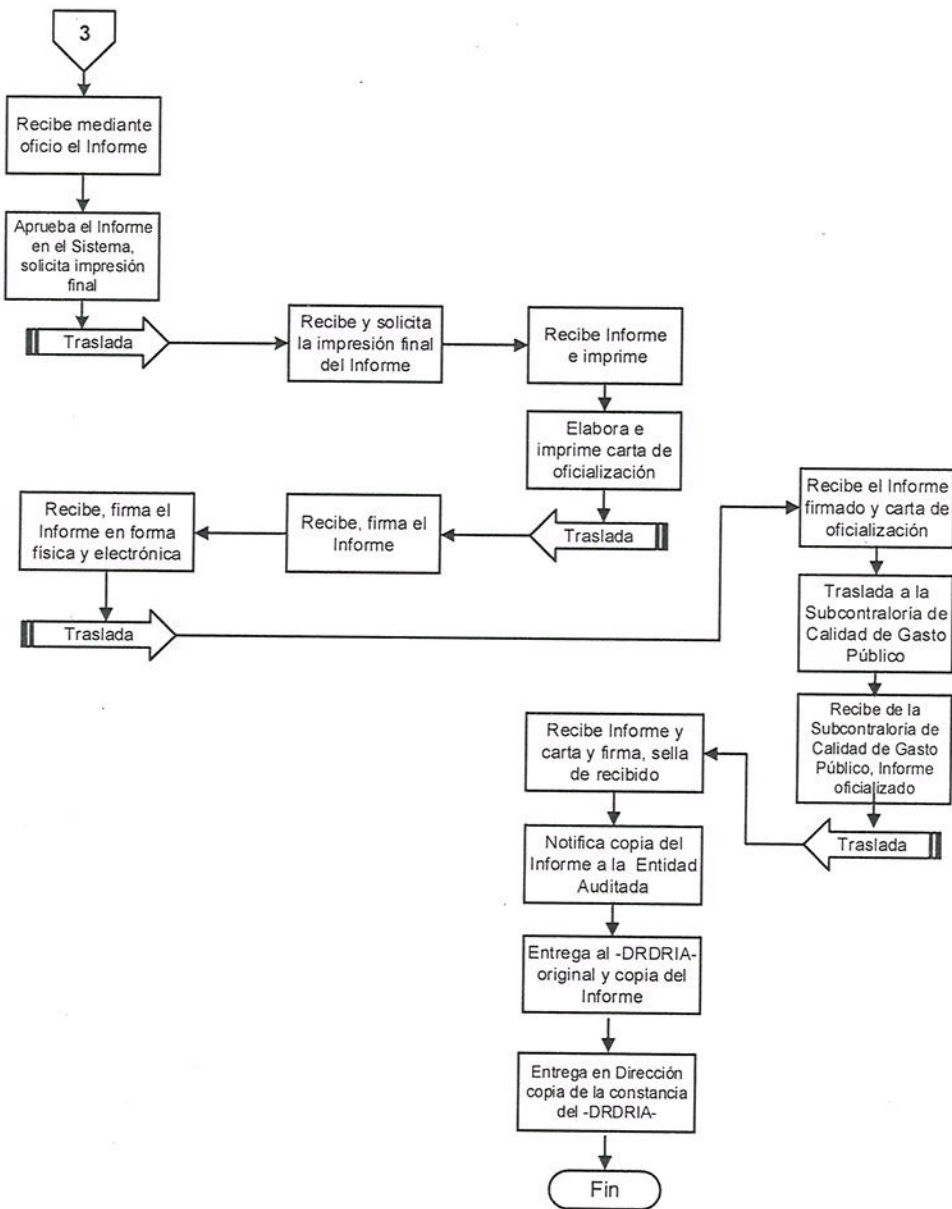 3
Recibe mediante
oficio el Informe
Aprueba el Informe
en el Sistema,
solicita impresión
final
Traslada
Recibe y solicita
la impresión final
del Informe
Recibe Informe
e imprime
Elabora e
imprime carta de
oficialización
Traslada
Recibe, firma el
Informe
Recibe, firma el
Informe en forma
física y electrónica
Traslada
Recibe el Informe
firmado y carta de
oficialización
Traslada a la
Subcontraloría de
Calidad de Gasto
Público
Recibe de la
Subcontraloría de
Calidad de Gasto
Público, Informe
oficializado
Traslada
Recibe Informe y
carta y firma, sella
de recibido
Notifica copia del
Informe a la Entidad
Auditada
Entrega al -DRDRIA-
original y copia del
Informe
Entrega en Dirección
copia de la constancia
del -DRDRIA-
Fin